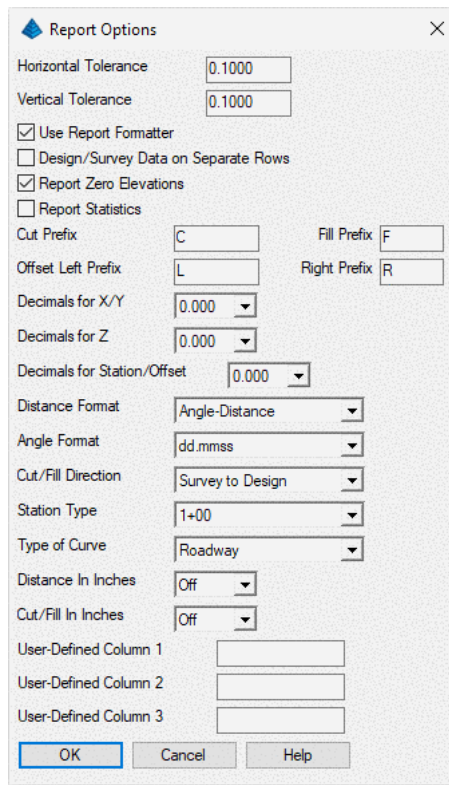 Report Options
Horizontal Tolerance 0.1000
Vertical Tolerance 0.1000
Use Report Formatter
Design/Survey Data on Separate Rows
Report Zero Elevations
Report Statistics
Cut Prefix C Fill Prefix F
Offset Left Prefix L Right Prefix R
Decimals for X/Y 0.000
Decimals for Z 0.000
Decimals for Station/Offset 0.000
Distance Format Angle-Distance
Angle Format dd.mmss
Cut/Fill Direction Survey to Design
Station Type 1+00
Type of Curve Roadway
Distance In Inches Off
Cut/Fill In Inches Off
User-Defined Column 1
User-Defined Column 2
User-Defined Column 3
OK Cancel Help